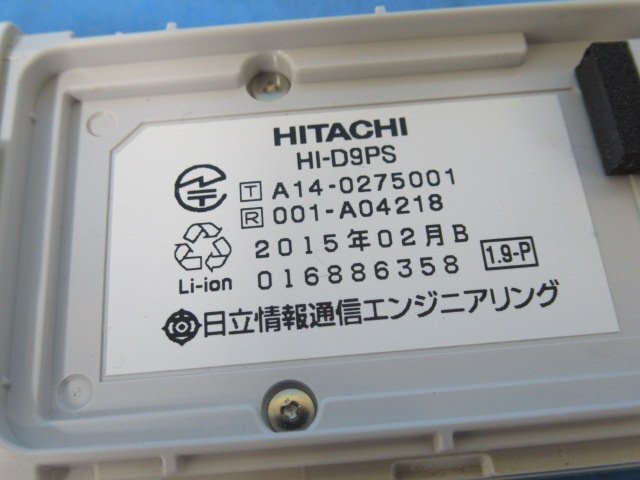 HITACHI
HI-D9PS
T A14-0275001
R 001-A04218
2015年02月B
Li-ion 016886358 1.9-P
日立情報通信エンジニアリング